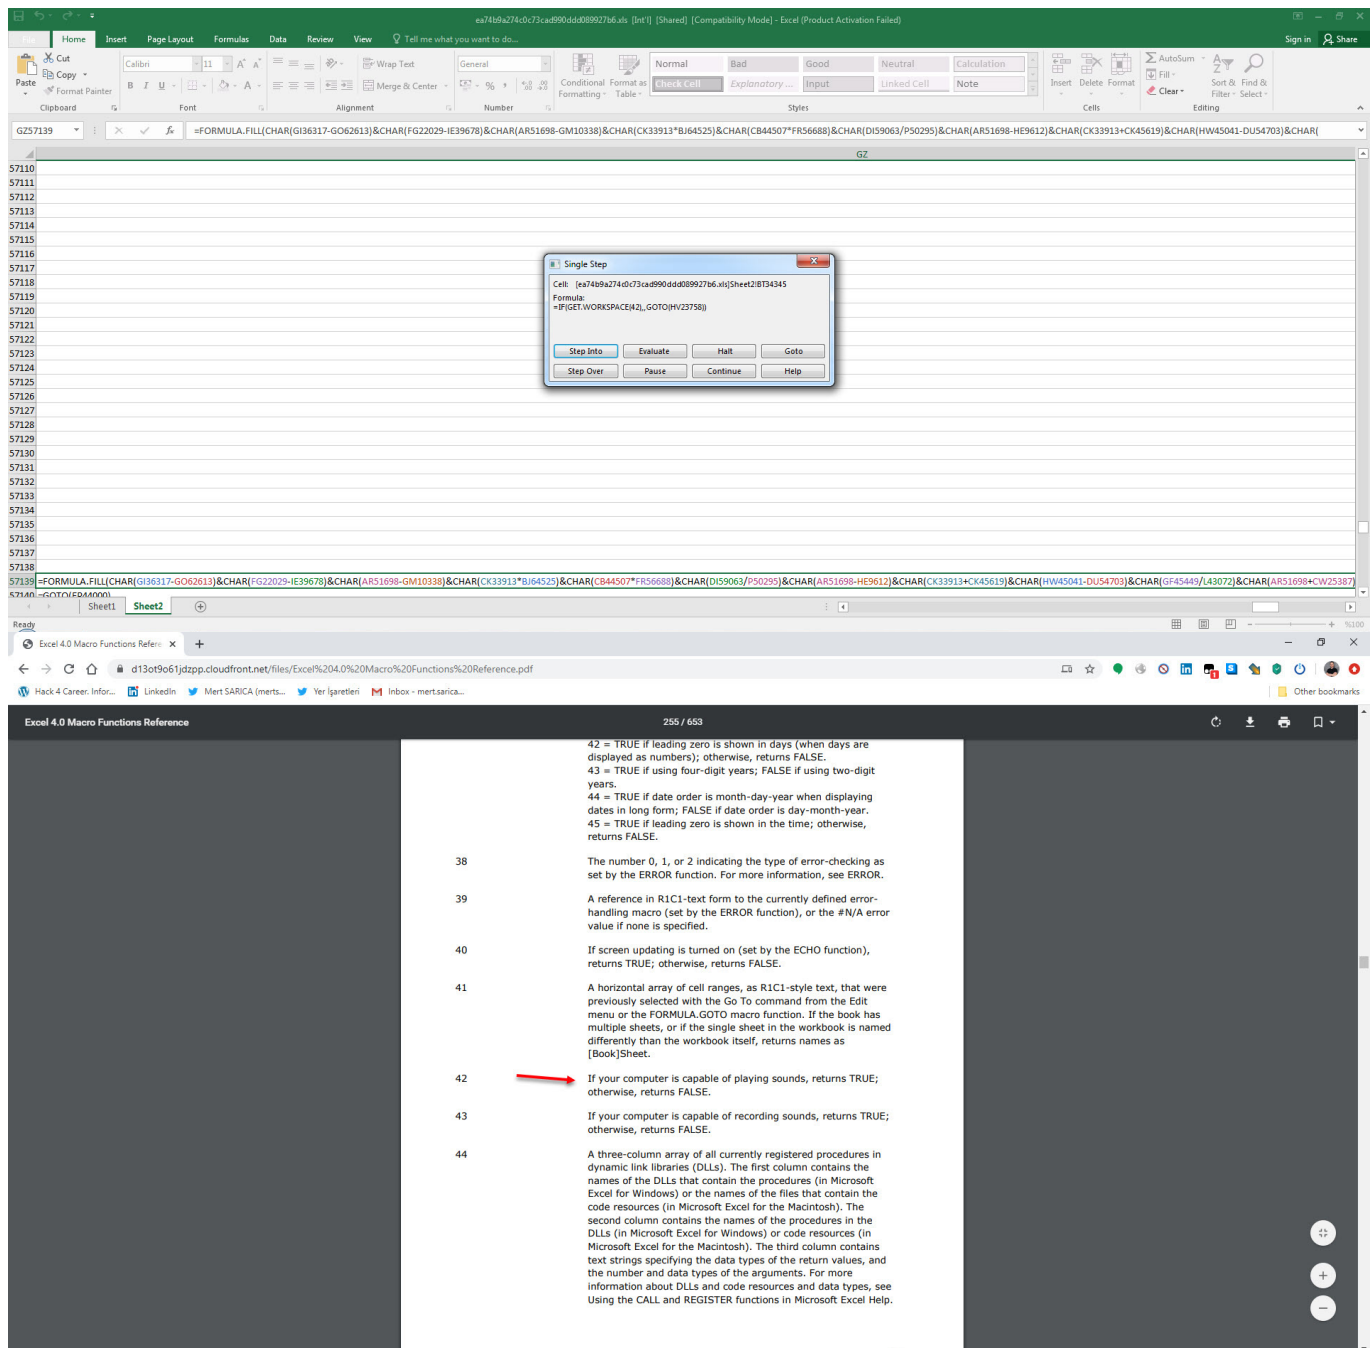 ea74b9a274c0c73cad990ddd089927b6.xls [Int'l] [Shared] [Compatibility Mode] - Excel (Product Activation Failed)
File Home Insert Page Layout Formulas Data Review View Tell me what you want to do... Sign in Share
Cut
Copy
Format Painter
Paste
Calibri 11
B I U
Wrap Text
Merge & Center
General
Conditional Formatting
Format as Table
Normal Bad Good Neutral Calculation
Check Cell Explanatory ... Input Linked Cell Note
Insert Delete Format
AutoSum
Fill
Clear
Sort & Filter
Find & Select
Clipboard Font Alignment Number Styles Cells Editing
GZ57139 fx =FORMULA.FILL(CHAR(GI36317-GO62613)&CHAR(FG22029-IE39678)&CHAR(AR51698-GM10338)&CHAR(CK33913*BJ64525)&CHAR(CB44507*FR56688)&CHAR(DI59063/P50295)&CHAR(AR51698-HE9612)&CHAR(CK33913+CK45619)&CHAR(HW45041-DU54703)&CHAR(
GZ
57110
57111
57112
57113
57114
57115
57116
57117
57118
57119
57120
57121
57122
57123
57124
57125
57126
57127
57128
57129
57130
57131
57132
57133
57134
57135
57136
57137
57138
57139 =FORMULA.FILL(CHAR(GI36317-GO62613)&CHAR(FG22029-IE39678)&CHAR(AR51698-GM10338)&CHAR(CK33913*BJ64525)&CHAR(CB44507*FR56688)&CHAR(DI59063/P50295)&CHAR(AR51698-HE9612)&CHAR(CK33913+CK45619)&CHAR(HW45041-DU54703)&CHAR(GF45449/L43072)&CHAR(AR51698+CW25387)
57140 =GOTO(FP44000)
Single Step
Cell: [ea74b9a274c0c73cad990ddd089927b6.xls]Sheet2!BT34345
Formula:
=IF(GET.WORKSPACE(42),,GOTO(HV23758))
Step Into Evaluate Halt Goto
Step Over Pause Continue Help
Sheet1 Sheet2
Ready %100
Excel 4.0 Macro Functions Refere
d13ot9o61jdzpp.cloudfront.net/files/Excel%204.0%20Macro%20Functions%20Reference.pdf
Hack 4 Career. Infor... LinkedIn Mert SARICA (merts... Yer İşaretleri Inbox - mert.sarica... Other bookmarks
Excel 4.0 Macro Functions Reference 255 / 653
42 = TRUE if leading zero is shown in days (when days are
displayed as numbers); otherwise, returns FALSE.
43 = TRUE if using four-digit years; FALSE if using two-digit
years.
44 = TRUE if date order is month-day-year when displaying
dates in long form; FALSE if date order is day-month-year.
45 = TRUE if leading zero is shown in the time; otherwise,
returns FALSE.
38 The number 0, 1, or 2 indicating the type of error-checking as
set by the ERROR function. For more information, see ERROR.
39 A reference in R1C1-text form to the currently defined error-
handling macro (set by the ERROR function), or the #N/A error
value if none is specified.
40 If screen updating is turned on (set by the ECHO function),
returns TRUE; otherwise, returns FALSE.
41 A horizontal array of cell ranges, as R1C1-style text, that were
previously selected with the Go To command from the Edit
menu or the FORMULA.GOTO macro function. If the book has
multiple sheets, or if the single sheet in the workbook is named
differently than the workbook itself, returns names as
[Book]Sheet.
42 If your computer is capable of playing sounds, returns TRUE;
otherwise, returns FALSE.
43 If your computer is capable of recording sounds, returns TRUE;
otherwise, returns FALSE.
44 A three-column array of all currently registered procedures in
dynamic link libraries (DLLs). The first column contains the
names of the DLLs that contain the procedures (in Microsoft
Excel for Windows) or the names of the files that contain the
code resources (in Microsoft Excel for the Macintosh). The
second column contains the names of the procedures in the
DLLs (in Microsoft Excel for Windows) or code resources (in
Microsoft Excel for the Macintosh). The third column contains
text strings specifying the data types of the return values, and
the number and data types of the arguments. For more
information about DLLs and code resources and data types, see
Using the CALL and REGISTER functions in Microsoft Excel Help.